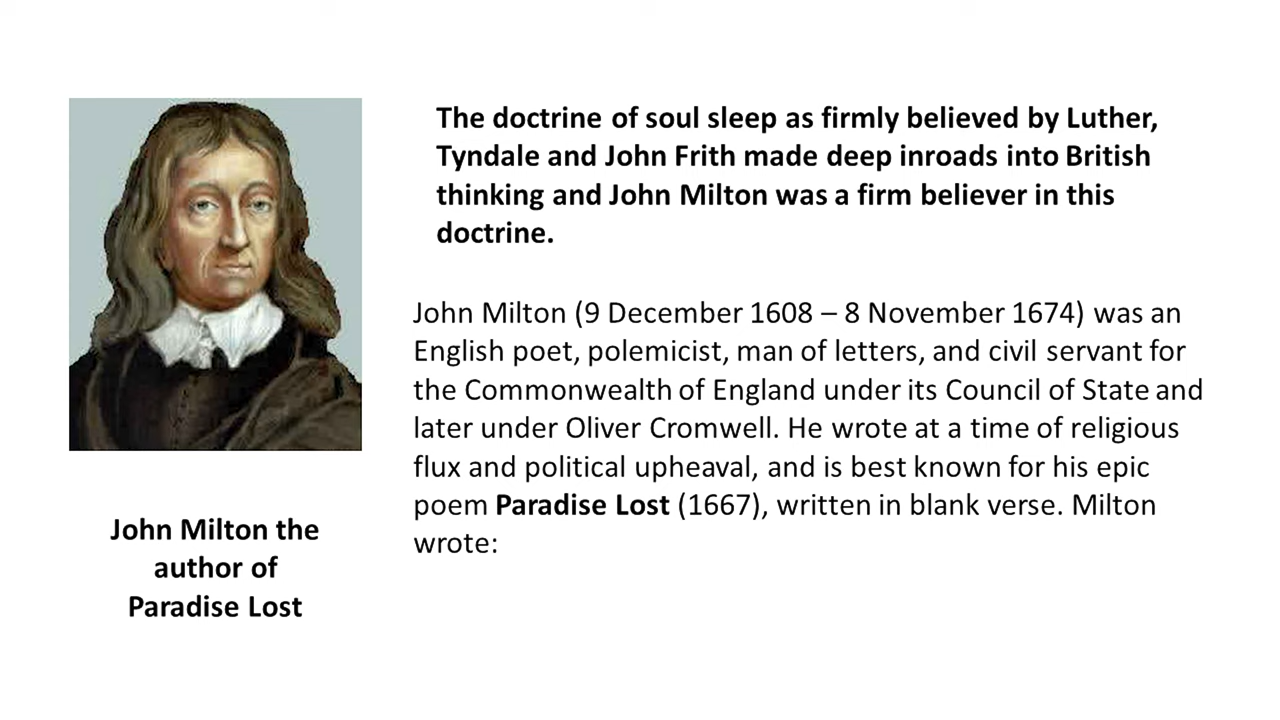 The doctrine of soul sleep as firmly believed by Luther,
Tyndale and John Frith made deep inroads into British
thinking and John Milton was a firm believer in this
doctrine.
John Milton (9 December 1608 – 8 November 1674) was an
English poet, polemicist, man of letters, and civil servant for
the Commonwealth of England under its Council of State and
later under Oliver Cromwell. He wrote at a time of religious
flux and political upheaval, and is best known for his epic
poem Paradise Lost (1667), written in blank verse. Milton
wrote:
John Milton the
author of
Paradise Lost